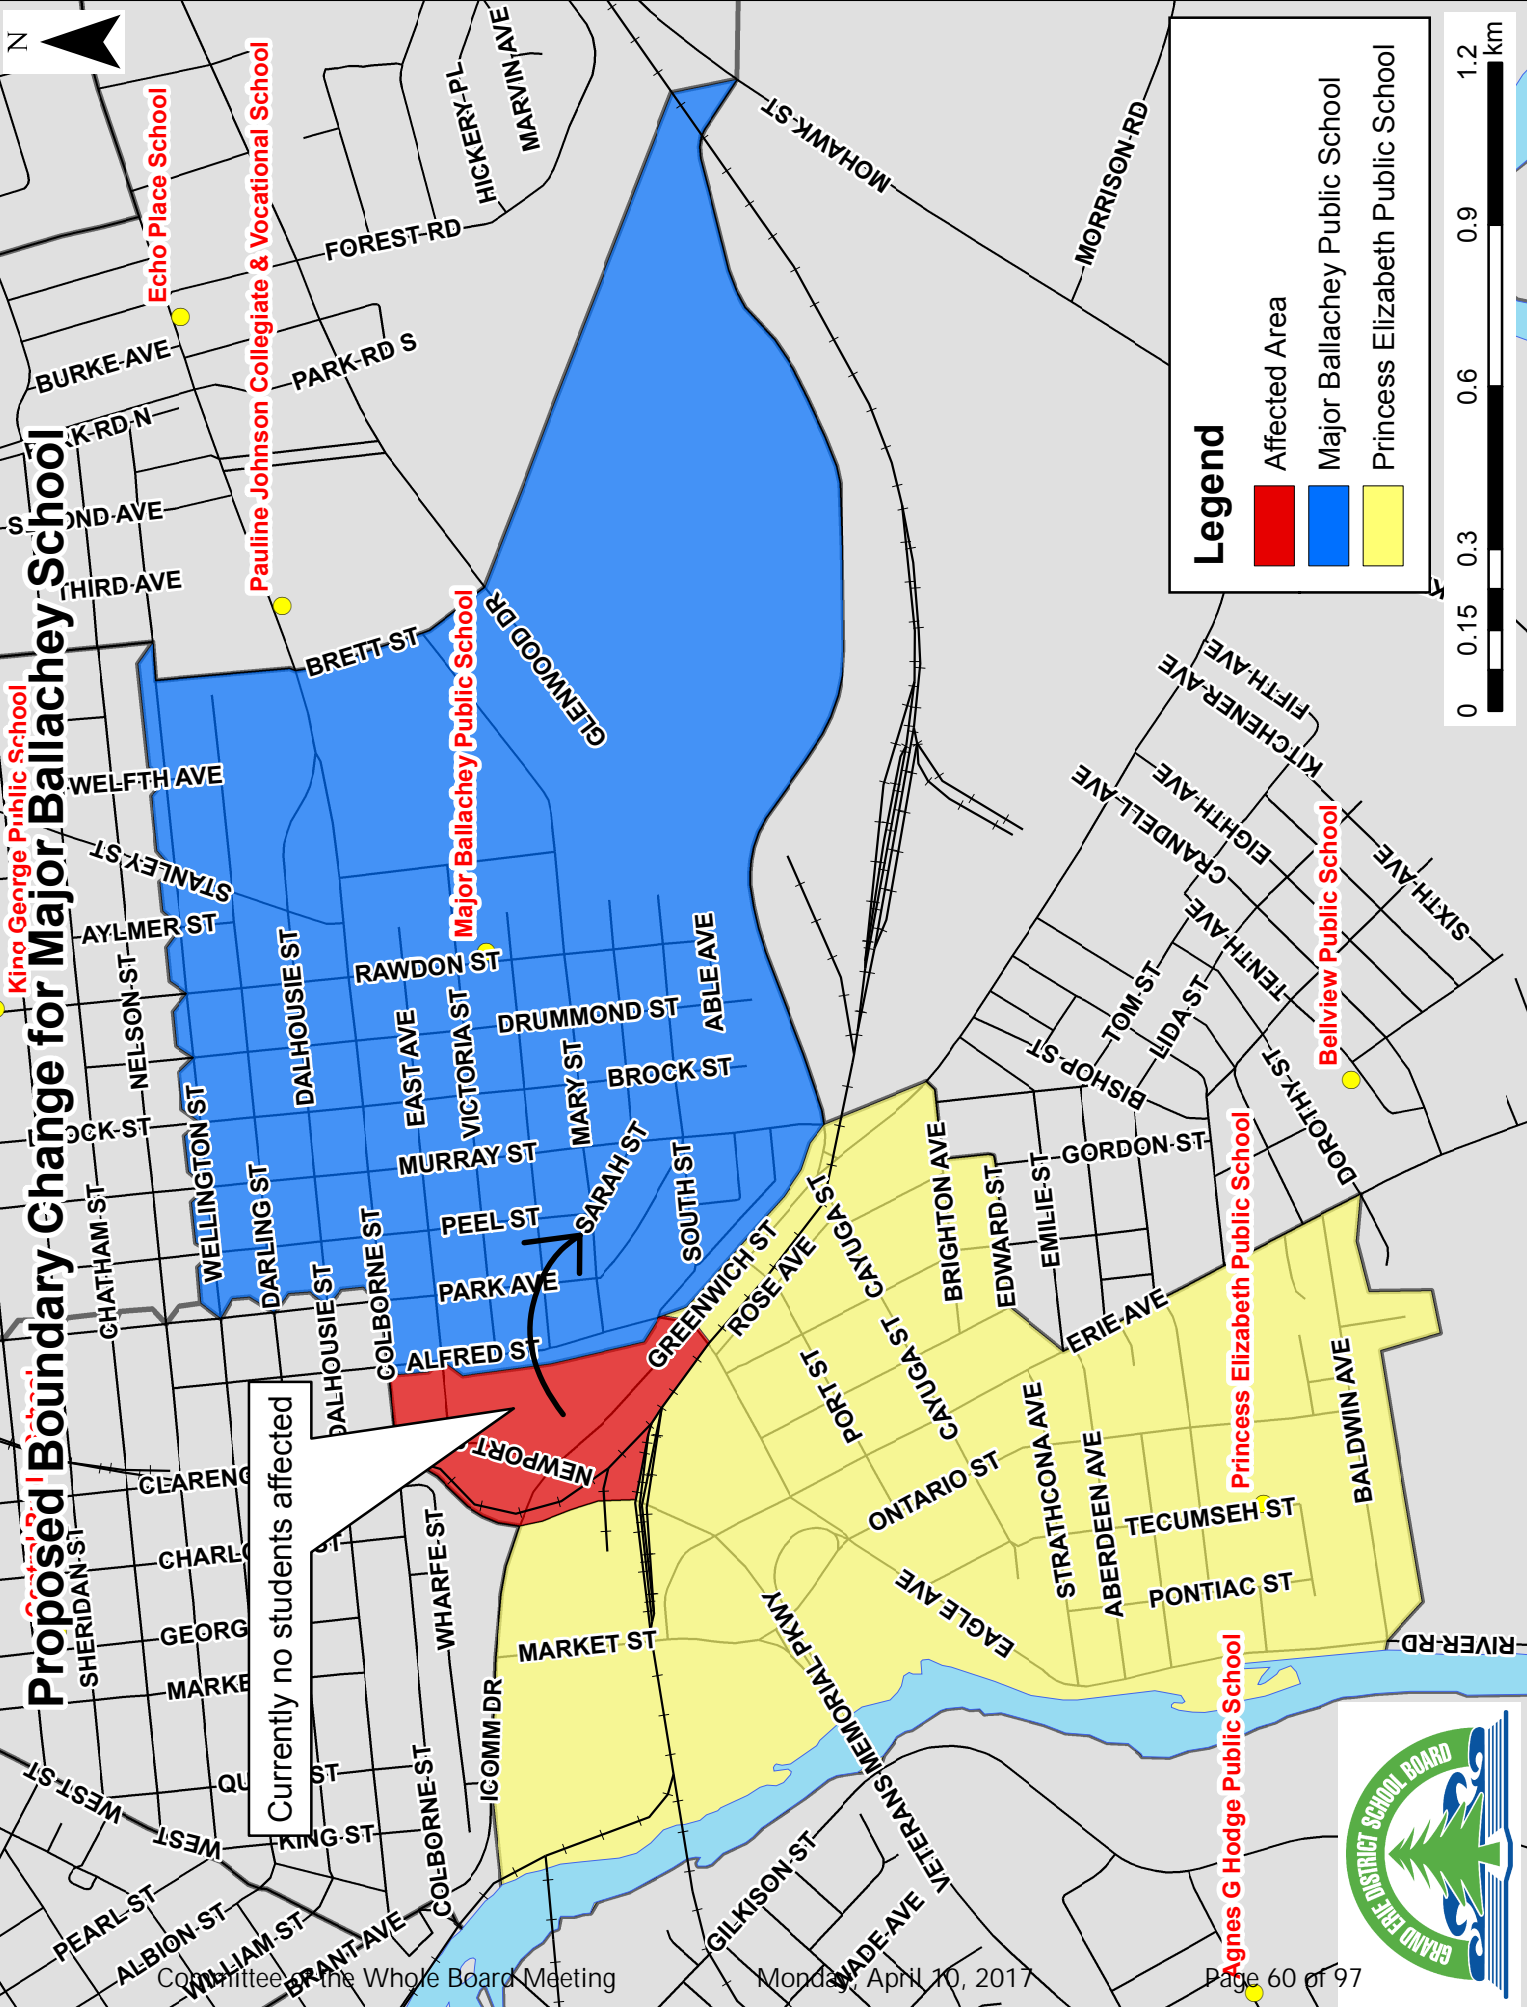 Proposed Boundary Change for Major Ballachey School
N
King George Public School
Echo Place School
Pauline Johnson Collegiate & Vocational School
Major Ballachey Public School
Bellview Public School
Princess Elizabeth Public School
Agnes G Hodge Public School
Currently no students affected
HICKERY PL
MARVIN AVE
FOREST RD
BURKE AVE
PARK RD S
RD N
THIRD AVE
BRETT ST
GLENWOOD DR
MOHAWK ST
MORRISON RD
STANLEY ST
AYLMER ST
NELSON ST
DALHOUSIE ST
RAWDON ST
EAST AVE
VICTORIA ST
DRUMMOND ST
ABLE AVE
MARY ST
BROCK ST
WELLINGTON ST
MURRAY ST
SARAH ST
SOUTH ST
CHATHAM ST
DARLING ST
PEEL ST
DALHOUSIE ST
COLBORNE ST
PARK AVE
ALFRED ST
GREENWICH ST
ROSE AVE
CAYUGA ST
CAYUGA ST
CAYUGA ST
PORT ST
BRIGHTON AVE
EDWARD ST
EMILIE ST
GORDON ST
BISHOP ST
TOM ST
LIDA ST
DOROTHY ST
TENTH AVE
CRANDELL AVE
EIGHTH AVE
KITCHENER AVE
FIFTH AVE
SIXTH AVE
ERIE AVE
NEWPORT
SHERIDAN ST
WHARFE ST
MARKET ST
ICOMM DR
ONTARIO ST
STRATHCONA AVE
ABERDEEN AVE
TECUMSEH ST
PONTIAC ST
BALDWIN AVE
EAGLE AVE
VETERANS MEMORIAL PKWY
RIVER RD
WEST ST
WEST
KING ST
COLBORNE ST
PEARL ST
ALBION ST
WILLIAM ST
BRANT AVE
GILKISON ST
WADE AVE
Legend
Affected Area
Major Ballachey Public School
Princess Elizabeth Public School
0 0.15 0.3 0.6 0.9 1.2
km
GRAND ERIE DISTRICT SCHOOL BOARD
Committee of the Whole Board Meeting Monday, April 10, 2017 Page 60 of 97